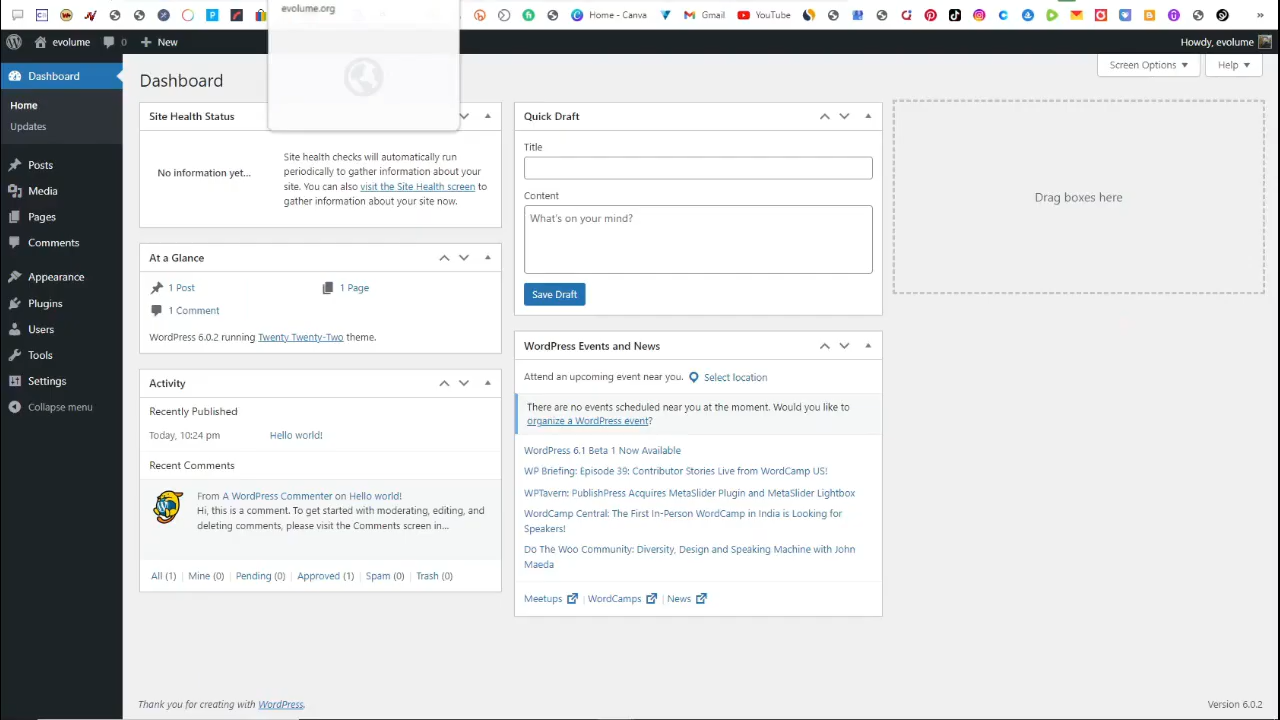 evolume.org
Home - Canva
Gmail
YouTube
»
evolume
0
New
Howdy, evolume
Dashboard
Home
Updates
Posts
Media
Pages
Comments
Appearance
Plugins
Users
Tools
Settings
Collapse menu
Dashboard
Screen Options
Help
Site Health Status
No information yet...
Site health checks will automatically run
periodically to gather information about your
site. You can also visit the Site Health screen to
gather information about your site now.
At a Glance
1 Post
1 Page
1 Comment
WordPress 6.0.2 running Twenty Twenty-Two theme.
Activity
Recently Published
Today, 10:24 pm
Hello world!
Recent Comments
From A WordPress Commenter on Hello world!
Hi, this is a comment. To get started with moderating, editing, and
deleting comments, please visit the Comments screen in...
All (1) | Mine (0) | Pending (0) | Approved (1) | Spam (0) | Trash (0)
Quick Draft
Title
Content
What's on your mind?
Save Draft
WordPress Events and News
Attend an upcoming event near you. Select location
There are no events scheduled near you at the moment. Would you like to
organize a WordPress event?
WordPress 6.1 Beta 1 Now Available
WP Briefing: Episode 39: Contributor Stories Live from WordCamp US!
WPTavern: PublishPress Acquires MetaSlider Plugin and MetaSlider Lightbox
WordCamp Central: The First In-Person WordCamp in India is Looking for
Speakers!
Do The Woo Community: Diversity, Design and Speaking Machine with John
Maeda
Meetups | WordCamps | News
Drag boxes here
Thank you for creating with WordPress.
Version 6.0.2